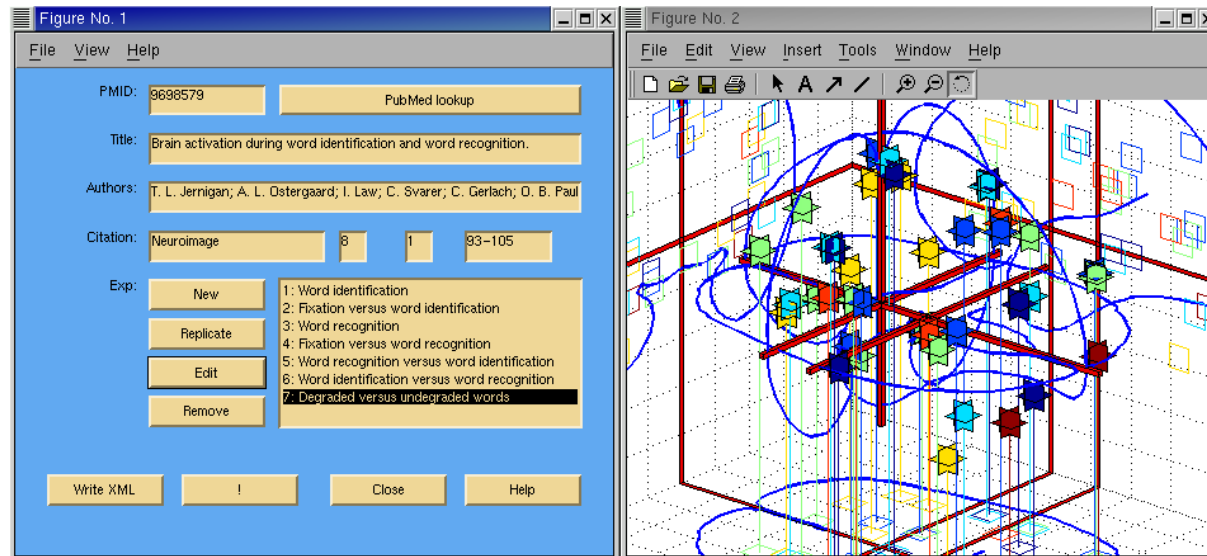 Figure No. 1
File View Help
PMID: 9698579 PubMed lookup
Title: Brain activation during word identification and word recognition.
Authors: T. L. Jernigan; A. L. Ostergaard; I. Law; C. Svarer; C. Gerlach; O. B. Paul
Citation: Neuroimage 8 1 93-105
Exp:
New
Replicate
Edit
Remove
1: Word identification
2: Fixation versus word identification
3: Word recognition
4: Fixation versus word recognition
5: Word recognition versus word identification
6: Word identification versus word recognition
7: Degraded versus undegraded words
Write XML ! Close Help
Figure No. 2
File Edit View Insert Tools Window Help
A